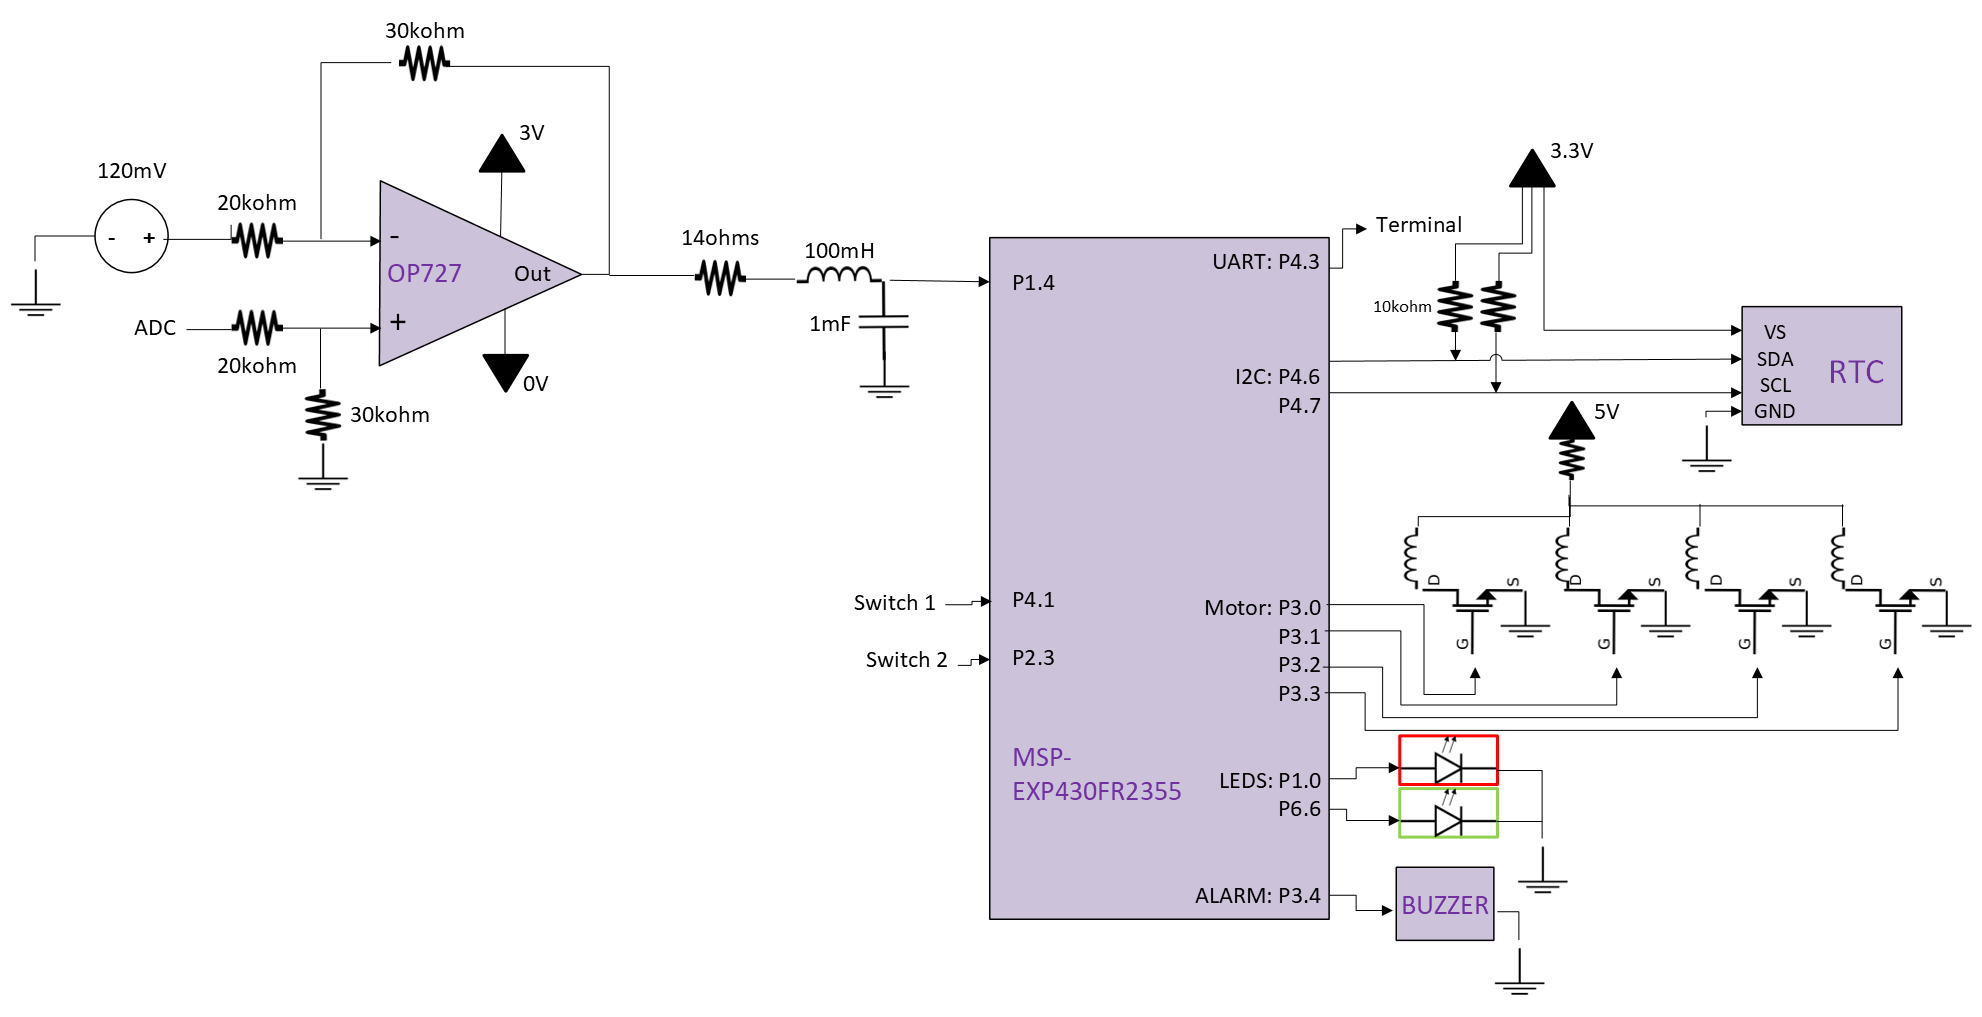 30kohm
3V
120mV
20kohm
-
OP727
Out
- +
ADC
+
20kohm
0V
30kohm
14ohms
100mH
1mF
P1.4
Switch 1
P4.1
Switch 2
P2.3
MSP-
EXP430FR2355
UART: P4.3
Terminal
3.3V
10kohm
I2C: P4.6
P4.7
VS
SDA
SCL
GND
RTC
5V
D S
G
D S
G
D S
G
D S
G
Motor: P3.0
P3.1
P3.2
P3.3
LEDS: P1.0
P6.6
ALARM: P3.4
BUZZER